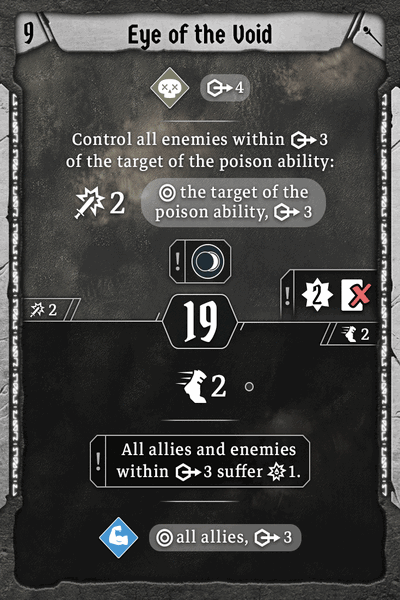 9
Eye of the Void
4
Control all enemies within 3
of the target of the poison ability:
2
the target of the
poison ability, 3
!
! 2
2
19
2
2
! All allies and enemies
within 3 suffer 1.
all allies, 3